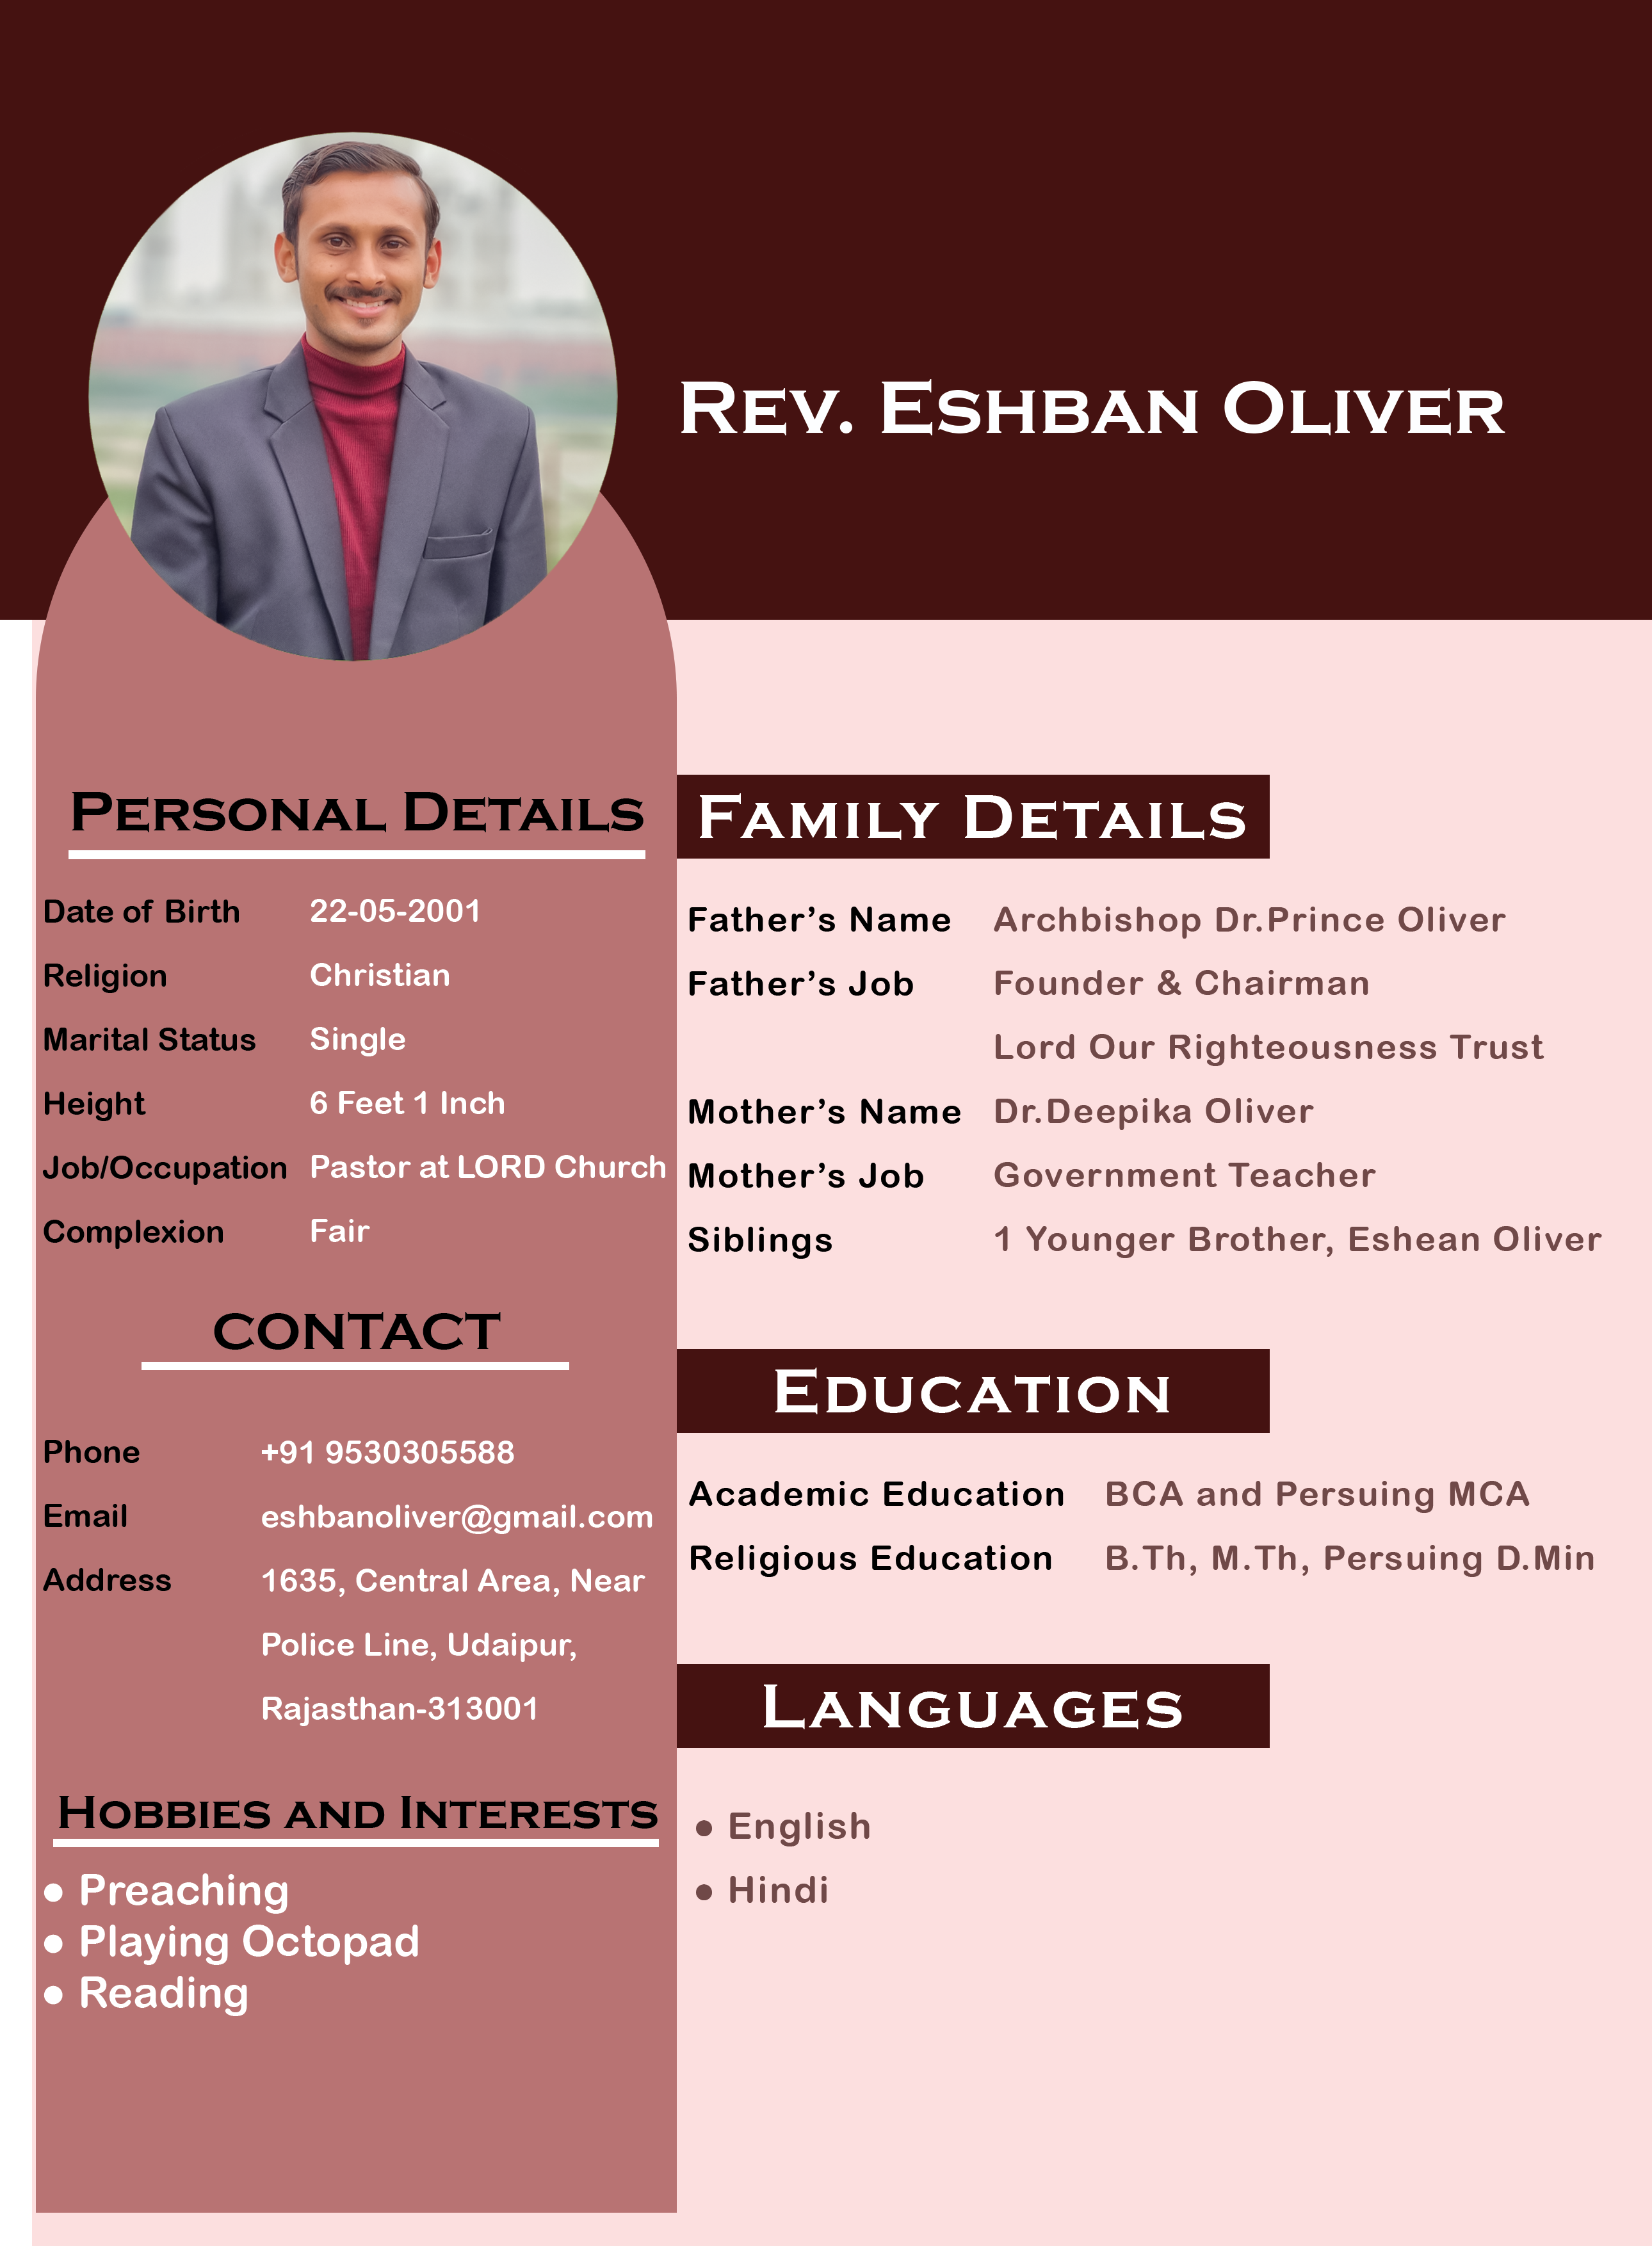 Rev. Eshban Oliver
Personal Details
Date of Birth 22-05-2001
Religion Christian
Marital Status Single
Height 6 Feet 1 Inch
Job/Occupation Pastor at LORD Church
Complexion Fair
CONTACT
Phone +91 9530305588
Email eshbanoliver@gmail.com
Address 1635, Central Area, Near
Police Line, Udaipur,
Rajasthan-313001
Hobbies and Interests
• Preaching
• Playing Octopad
• Reading
Family Details
Father’s Name Archbishop Dr.Prince Oliver
Father’s Job Founder & Chairman
Lord Our Righteousness Trust
Mother’s Name Dr.Deepika Oliver
Mother’s Job Government Teacher
Siblings 1 Younger Brother, Eshean Oliver
Education
Academic Education BCA and Persuing MCA
Religious Education B.Th, M.Th, Persuing D.Min
Languages
• English
• Hindi